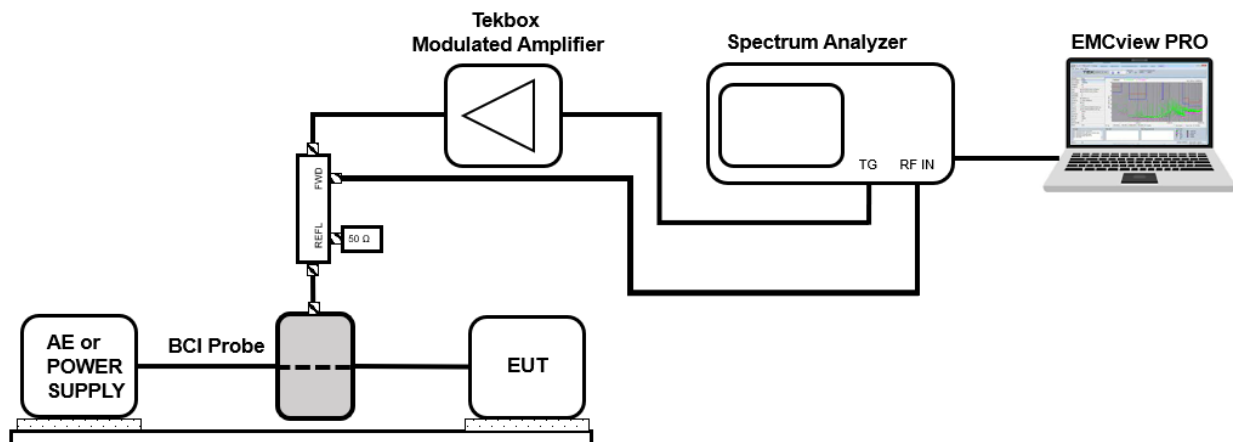 Tekbox
Modulated Amplifier
Spectrum Analyzer
EMCview PRO
TG
RF IN
FWD
REFL
50 Ω
AE or
POWER
SUPPLY
BCI Probe
EUT